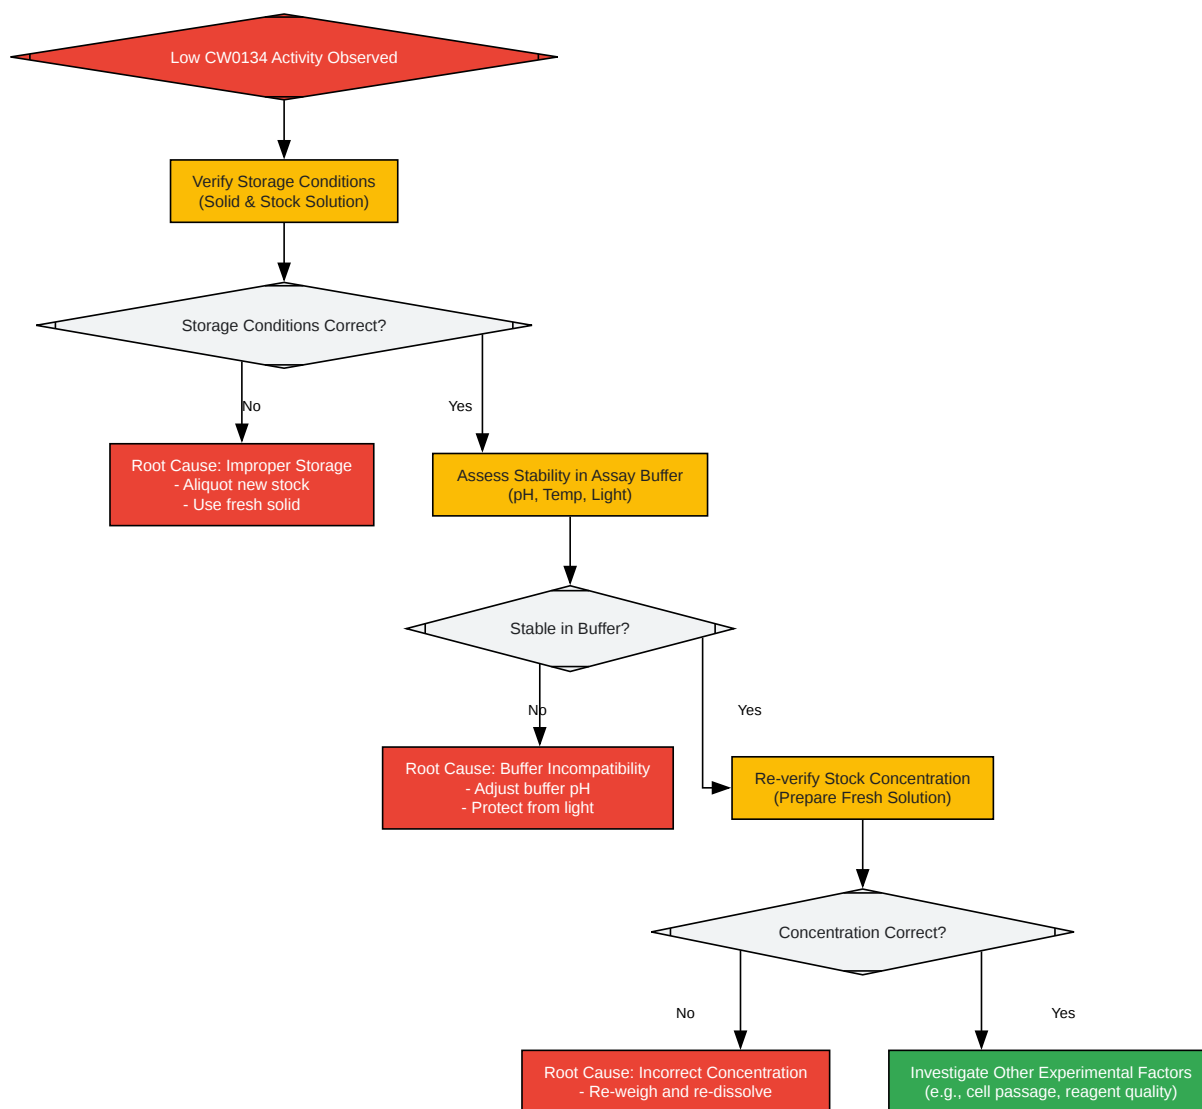 Low CW0134 Activity Observed
Verify Storage Conditions
(Solid & Stock Solution)
Storage Conditions Correct?
No
Yes
Root Cause: Improper Storage
- Aliquot new stock
- Use fresh solid
Assess Stability in Assay Buffer
(pH, Temp, Light)
Stable in Buffer?
No
Yes
Root Cause: Buffer Incompatibility
- Adjust buffer pH
- Protect from light
Re-verify Stock Concentration
(Prepare Fresh Solution)
Concentration Correct?
No
Yes
Root Cause: Incorrect Concentration
- Re-weigh and re-dissolve
Investigate Other Experimental Factors
(e.g., cell passage, reagent quality)